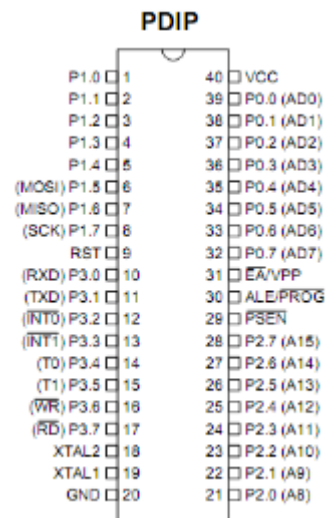 PDIP
P1.0 1 40 VCC
P1.1 2 39 P0.0 (AD0)
P1.2 3 38 P0.1 (AD1)
P1.3 4 37 P0.2 (AD2)
P1.4 5 36 P0.3 (AD3)
(MOSI) P1.5 6 35 P0.4 (AD4)
(MISO) P1.6 7 34 P0.5 (AD5)
(SCK) P1.7 8 33 P0.6 (AD6)
RST 9 32 P0.7 (AD7)
(RXD) P3.0 10 31 E̅A̅/VPP
(TXD) P3.1 11 30 ALE/P̅R̅O̅G̅
(I̅N̅T̅0̅) P3.2 12 29 P̅S̅E̅N̅
(I̅N̅T̅1̅) P3.3 13 28 P2.7 (A15)
(T0) P3.4 14 27 P2.6 (A14)
(T1) P3.5 15 26 P2.5 (A13)
(W̅R̅) P3.6 16 25 P2.4 (A12)
(R̅D̅) P3.7 17 24 P2.3 (A11)
XTAL2 18 23 P2.2 (A10)
XTAL1 19 22 P2.1 (A9)
GND 20 21 P2.0 (A8)